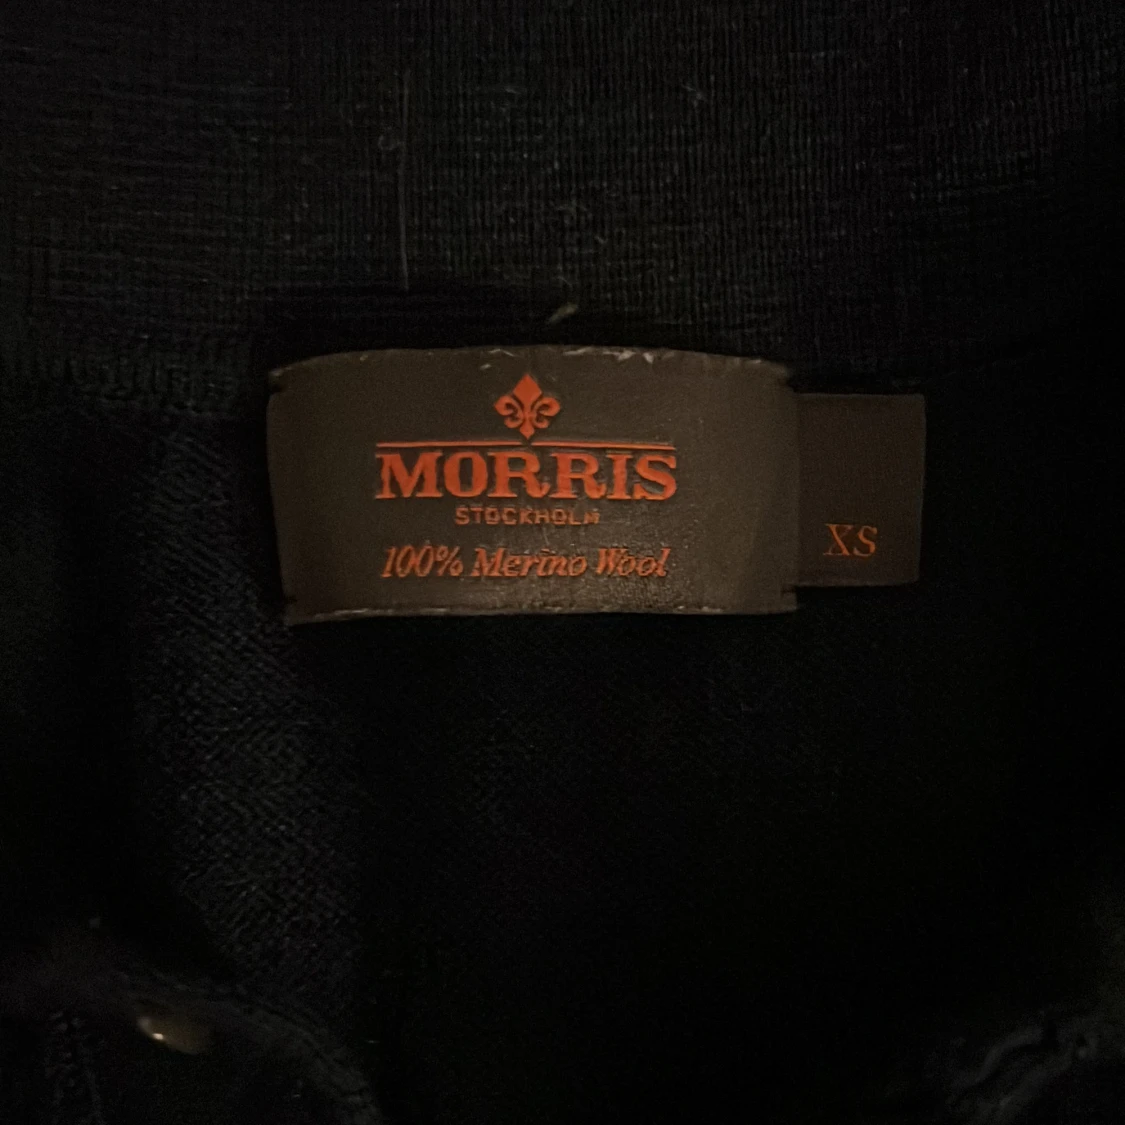 MORRIS
STOCKHOLM
100% Merino Wool
XS